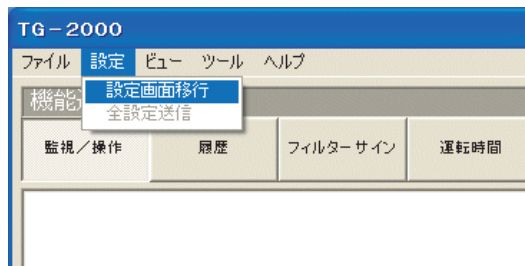 TG-2000
ファイル 設定 ビュー ツール ヘルプ
機能
設定画面移行
全設定送信
監視／操作 履歴 フィルターサイン 運転時間